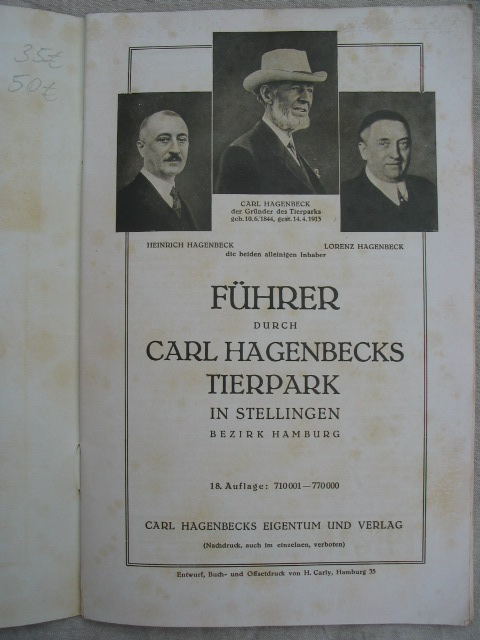 35₰
50₰
CARL HAGENBECK
der Gründer des Tierparks
geb. 10.6.1844, gest. 14.4.1913
HEINRICH HAGENBECK LORENZ HAGENBECK
die beiden alleinigen Inhaber
FÜHRER
DURCH
CARL HAGENBECKS
TIERPARK
IN STELLINGEN
BEZIRK HAMBURG
18. Auflage: 710001—770000
CARL HAGENBECKS EIGENTUM UND VERLAG
(Nachdruck, auch im einzelnen, verboten)
Entwurf, Buch- und Offsetdruck von H. Carly, Hamburg 35